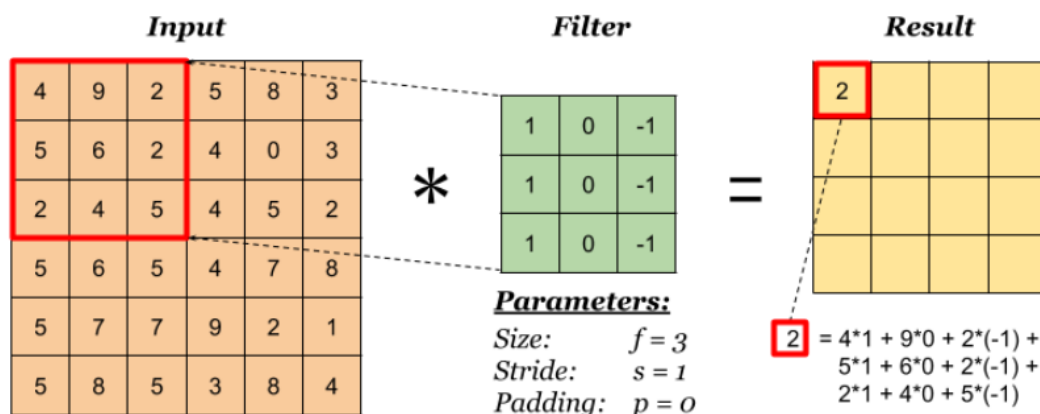 Input Filter Result
4 9 2 5 8 3
5 6 2 4 0 3
2 4 5 4 5 2
5 6 5 4 7 8
5 7 7 9 2 1
5 8 5 3 8 4
*
1 0 -1
1 0 -1
1 0 -1
Parameters:
Size: f = 3
Stride: s = 1
Padding: p = 0
=
2
2 = 4*1 + 9*0 + 2*(-1) +
5*1 + 6*0 + 2*(-1) +
2*1 + 4*0 + 5*(-1)